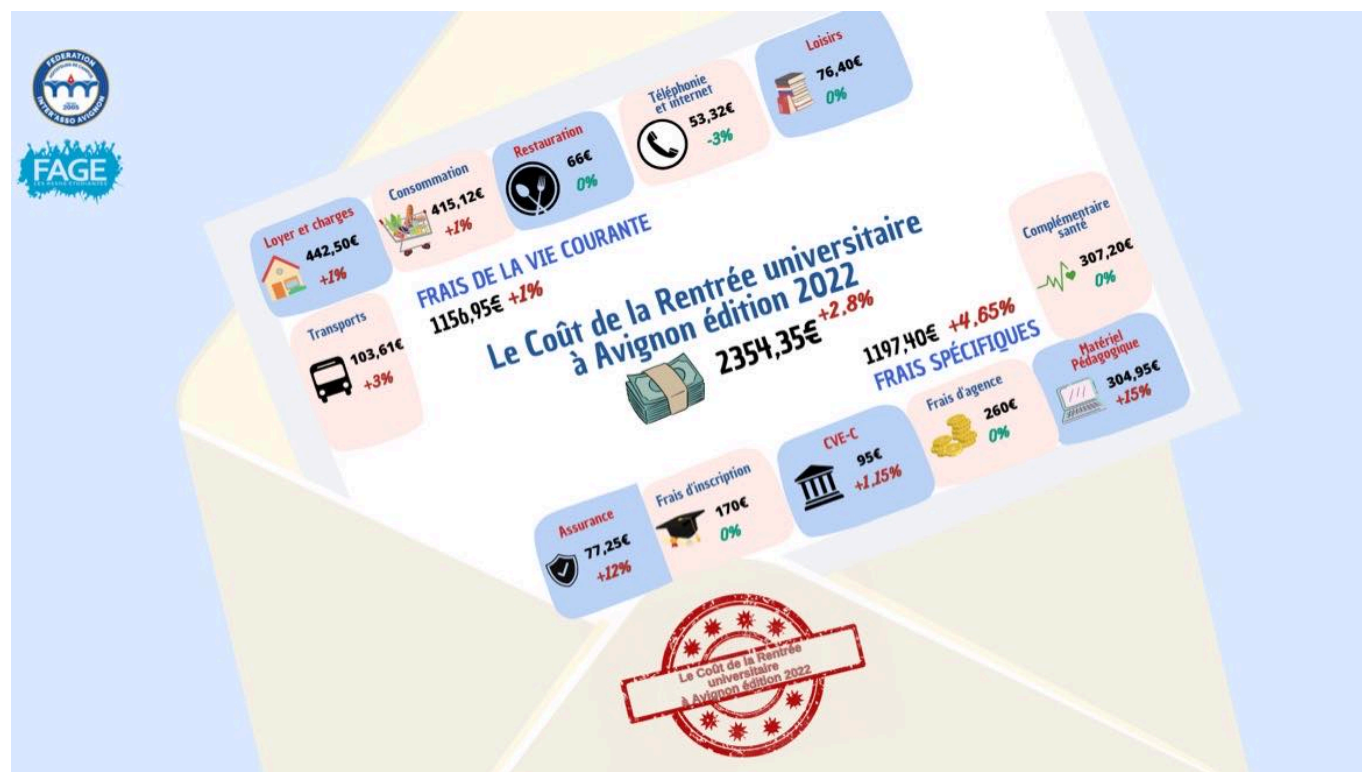 FEDERATION
INTER'ASSO AVIGNON
2005
FAGE
Loyer et charges
442,50€
+1%
Consommation
415,12€
+1%
Restauration
66€
0%
Téléphonie
et internet
53,32€
-3%
Loisirs
76,40€
0%
Transports
103,61€
+3%
FRAIS DE LA VIE COURANTE
1156,95€ +1%
Le Coût de la Rentrée universitaire
à Avignon édition 2022
2354,35€ +2,8%
1197,40€ +4,65%
FRAIS SPÉCIFIQUES
Complémentaire
santé
307,20€
0%
Matériel
Pédagogique
304,95€
+15%
Frais d'agence
260€
0%
CVE-C
95€
+1,15%
Frais d'inscription
170€
0%
Assurance
77,25€
+12%
Le Coût de la Rentrée
universitaire
à Avignon édition 2022